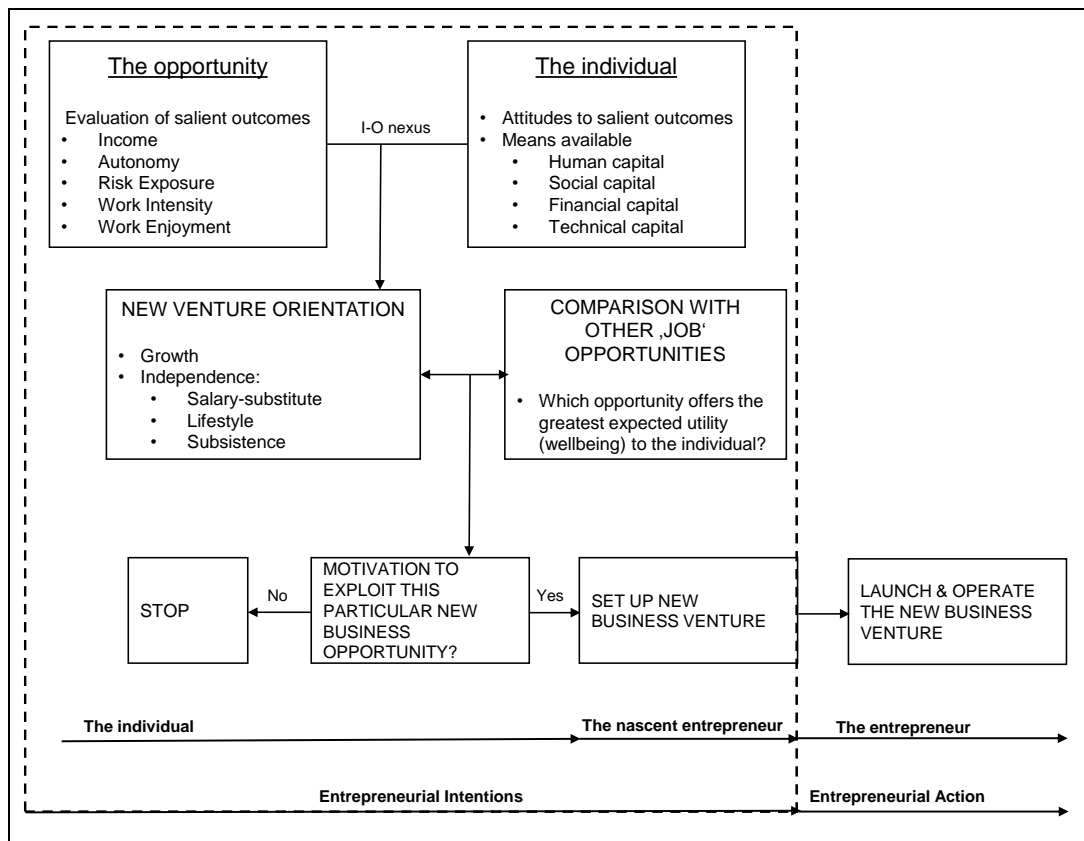 The opportunity
Evaluation of salient outcomes
• Income
• Autonomy
• Risk Exposure
• Work Intensity
• Work Enjoyment
I-O nexus
The individual
• Attitudes to salient outcomes
• Means available
• Human capital
• Social capital
• Financial capital
• Technical capital
NEW VENTURE ORIENTATION
• Growth
• Independence:
• Salary-substitute
• Lifestyle
• Subsistence
COMPARISON WITH
OTHER ‚JOB‘
OPPORTUNITIES
• Which opportunity offers the
greatest expected utility
(wellbeing) to the individual?
STOP
No
MOTIVATION TO
EXPLOIT THIS
PARTICULAR NEW
BUSINESS
OPPORTUNITY?
Yes
SET UP NEW
BUSINESS VENTURE
LAUNCH & OPERATE
THE NEW BUSINESS
VENTURE
The individual
The nascent entrepreneur
The entrepreneur
Entrepreneurial Intentions
Entrepreneurial Action